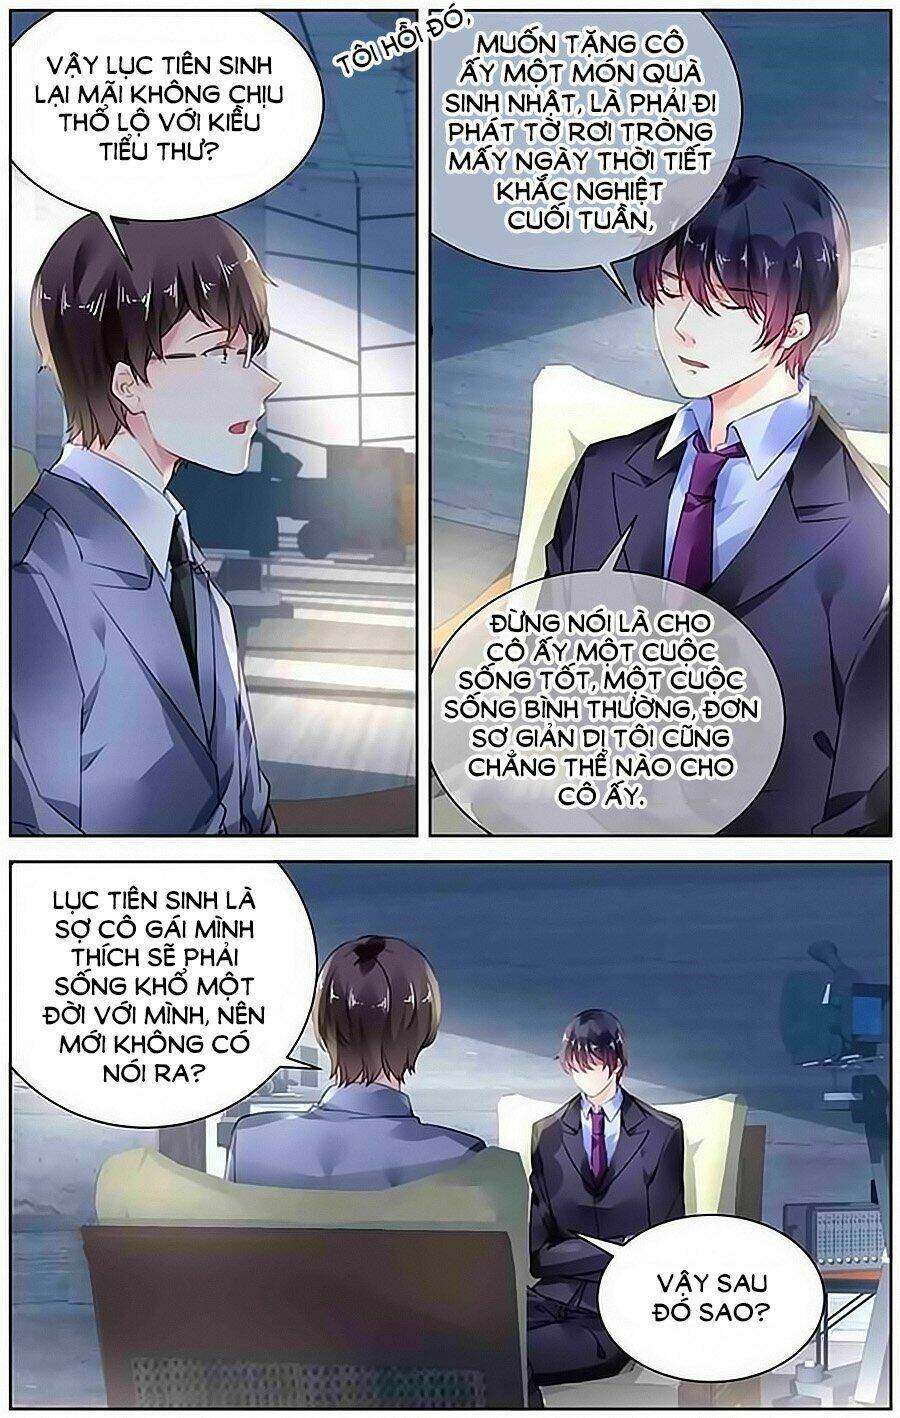 VẬY LỤC TIÊN SINH
LẠI MÃI KHÔNG CHỊU
THỔ LỘ VỚI KIỀU
TIỂU THƯ?
TÔI HỒI ĐÓ,
MUỐN TẶNG CÔ
ẤY MỘT MÓN QUÀ
SINH NHẬT, LÀ PHẢI ĐI
PHÁT TỜ RƠI TRÒNG
MẤY NGÀY THỜI TIẾT
KHẮC NGHIỆT
CUỐI TUẦN,
ĐỪNG NÓI LÀ CHO
CÔ ẤY MỘT CUỘC
SỐNG TỐT, MỘT CUỘC
SỐNG BÌNH THƯỜNG, ĐƠN
SƠ GIẢN DỊ TÔI CŨNG
CHẲNG THỂ NÀO CHO
CÔ ẤY.
LỤC TIÊN SINH LÀ
SỢ CÔ GÁI MÌNH
THÍCH SẼ PHẢI
SỐNG KHỔ MỘT
ĐỜI VỚI MÌNH, NÊN
MỚI KHÔNG CÓ
NÓI RA?
VẬY SAU
ĐÓ SAO?